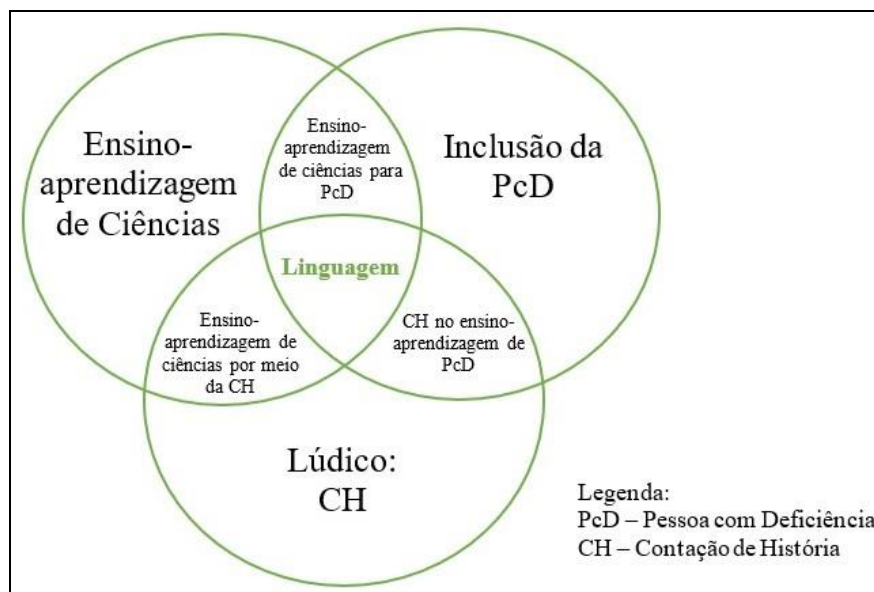 Ensino-
aprendizagem
de Ciências
Ensino-
aprendizagem
de ciências para
PcD
Inclusão da
PcD
Linguagem
Ensino-
aprendizagem de
ciências por meio
da CH
CH no ensino-
aprendizagem de
PcD
Lúdico:
CH
Legenda:
PcD – Pessoa com Deficiência
CH – Contação de História